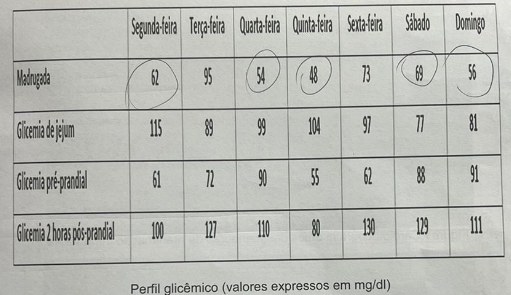 Segunda-feira Terça-feira Quarta-feira Quinta-feira Sexta-feira Sábado Domingo
Madrugada 62 95 54 48 73 69 56
Glicemia de jejum 115 89 99 104 97 77 81
Glicemia pré-prandial 61 72 90 55 62 88 91
Glicemia 2 horas pós-prandial 100 127 110 80 130 129 111
Perfil glicêmico (valores expressos em mg/dl)